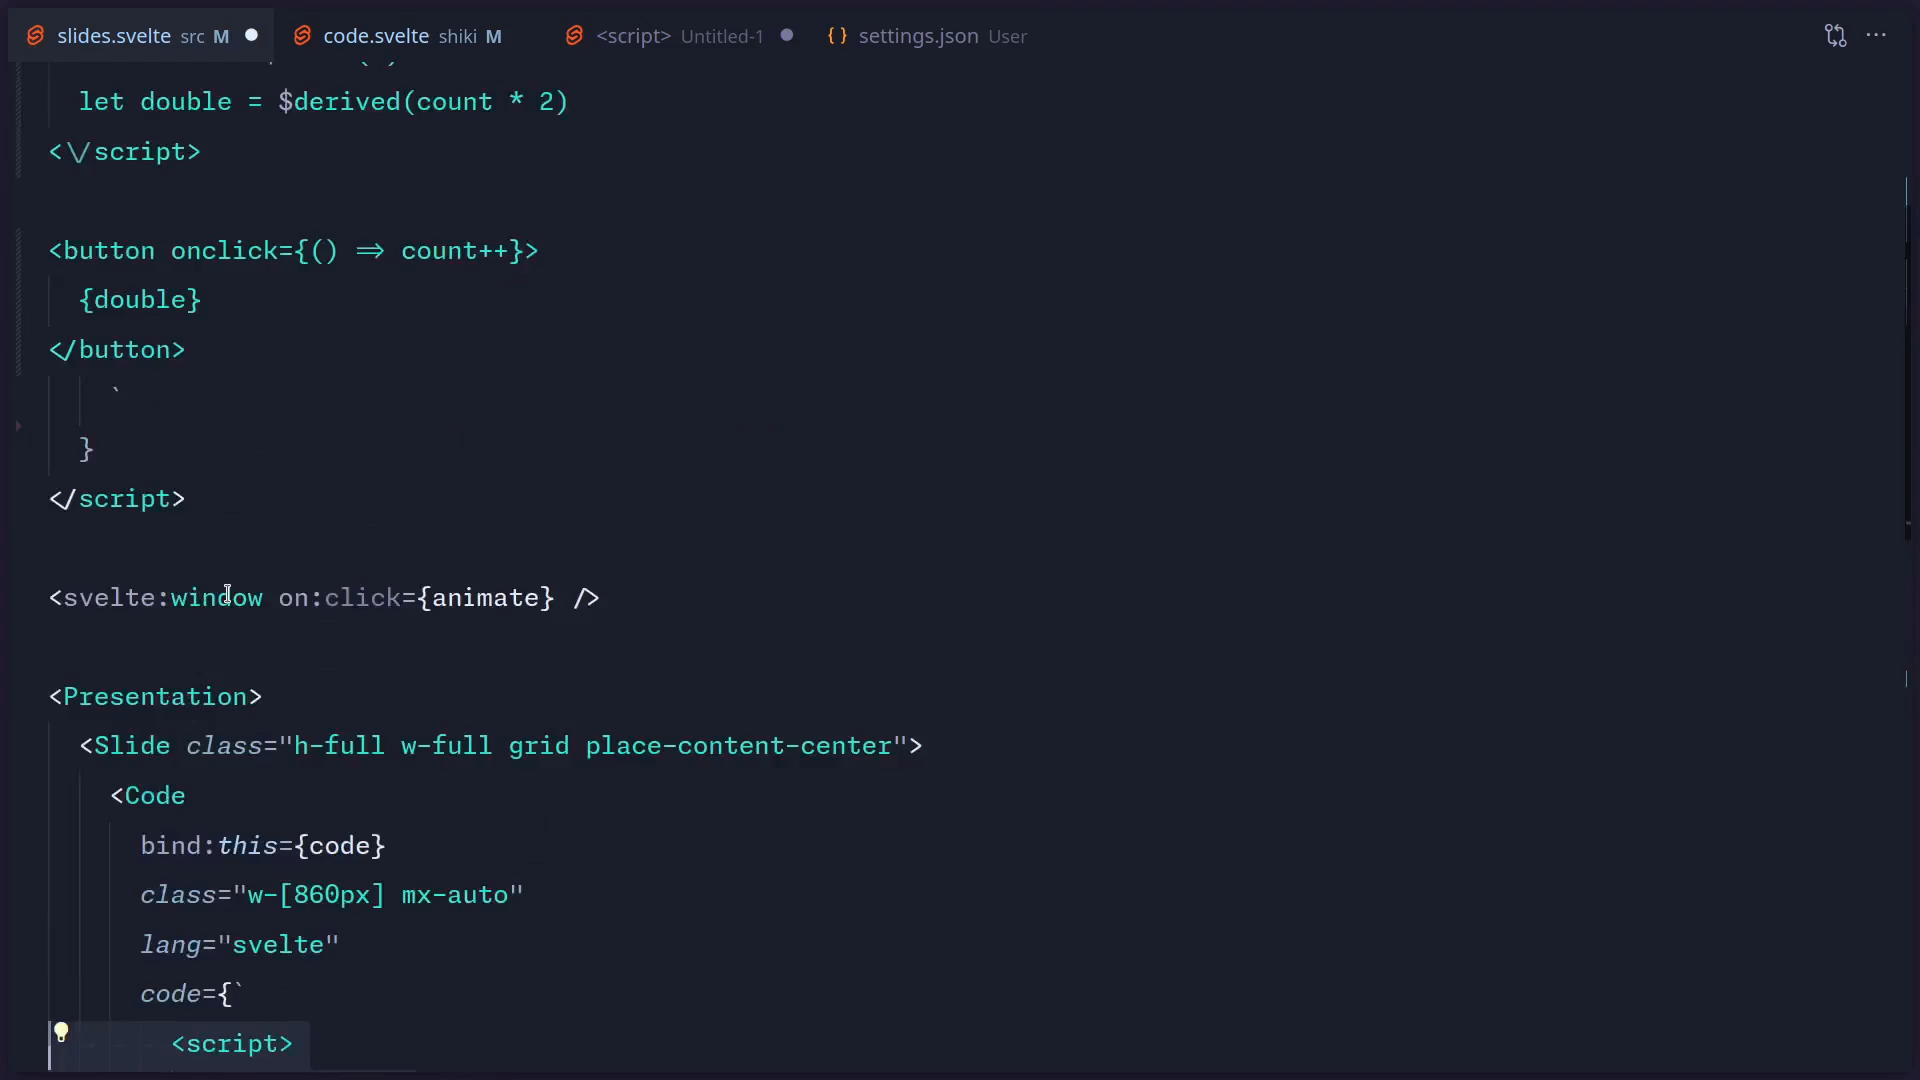 slides.svelte src M code.svelte shiki M <script> Untitled-1 {} settings.json User ···
let double = $derived(count * 2)
<\/script>
<button onclick={() => count++}>
{double}
</button>
`
}
</script>
<svelte:window on:click={animate} />
<Presentation>
<Slide class="h-full w-full grid place-content-center">
<Code
bind:this={code}
class="w-[860px] mx-auto"
lang="svelte"
code={`
<script>